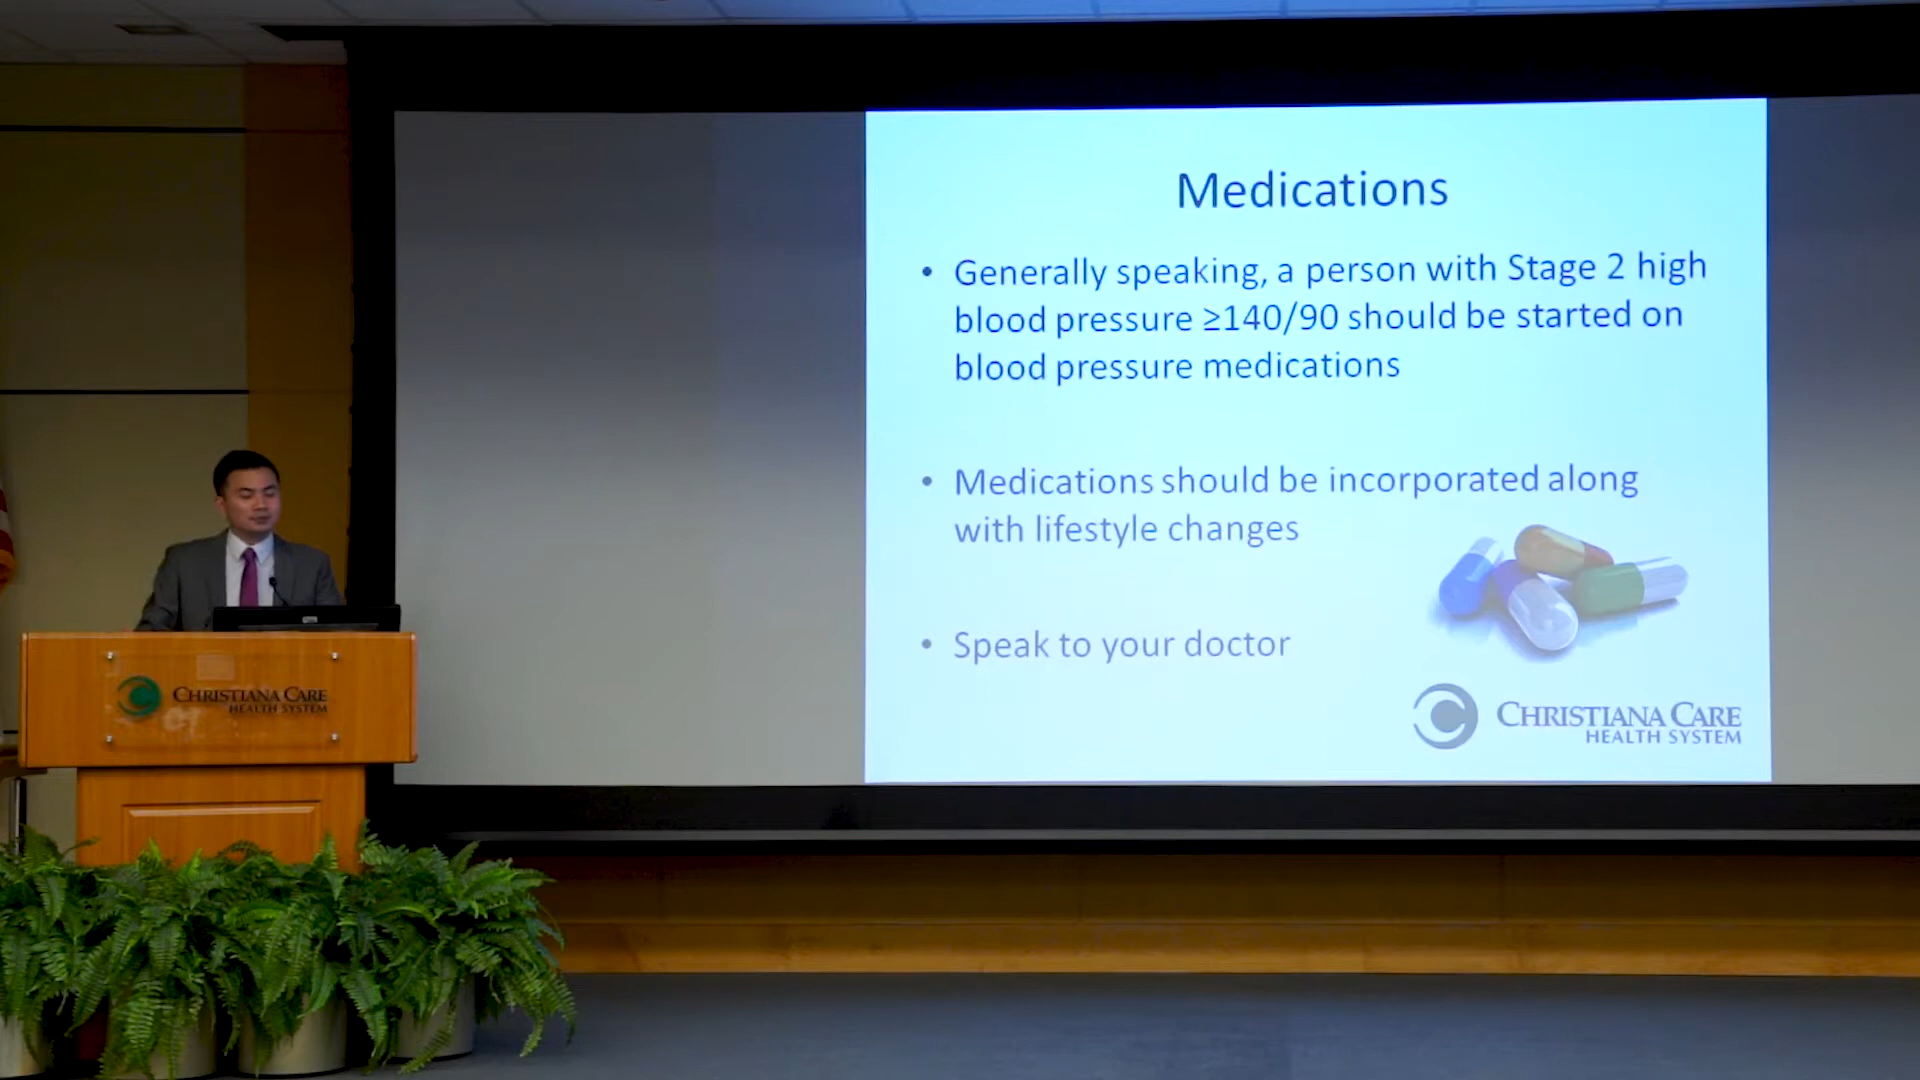 Medications
• Generally speaking, a person with Stage 2 high
blood pressure ≥140/90 should be started on
blood pressure medications
• Medications should be incorporated along
with lifestyle changes
• Speak to your doctor
CHRISTIANA CARE
HEALTH SYSTEM
CHRISTIANA CARE
HEALTH SYSTEM